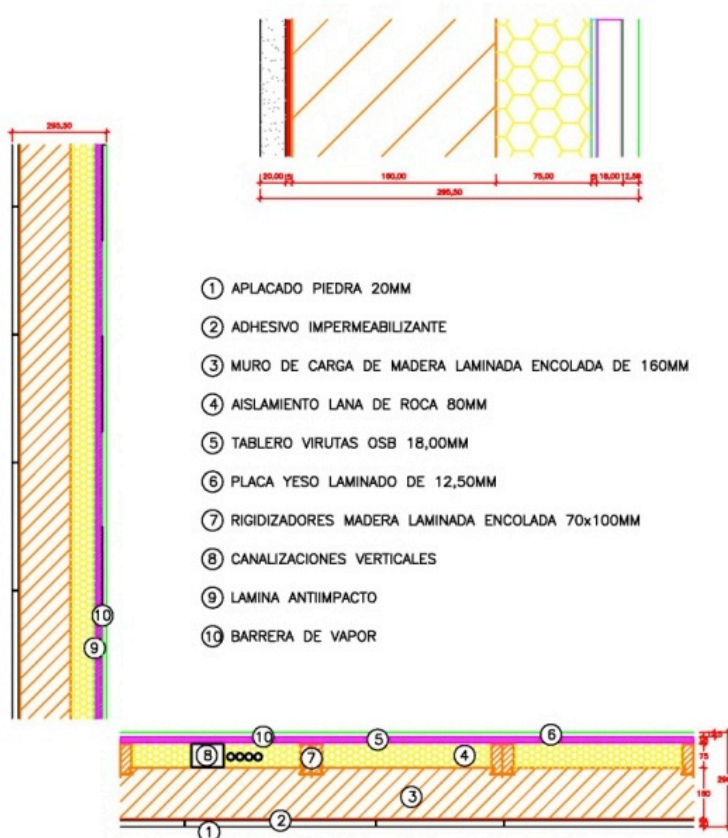 295,50
20,00 160,00 75,00 18,00 12,50
295,50
1 APLACADO PIEDRA 20MM
2 ADHESIVO IMPERMEABILIZANTE
3 MURO DE CARGA DE MADERA LAMINADA ENCOLADA DE 160MM
4 AISLAMIENTO LANA DE ROCA 80MM
5 TABLERO VIRUTAS OSB 18,00MM
6 PLACA YESO LAMINADO DE 12,50MM
7 RIGIDIZADORES MADERA LAMINADA ENCOLADA 70x100MM
8 CANALIZACIONES VERTICALES
9 LAMINA ANTIIMPACTO
10 BARRERA DE VAPOR
10
9
10 5 6
8 7 4
75
3
160
2
1